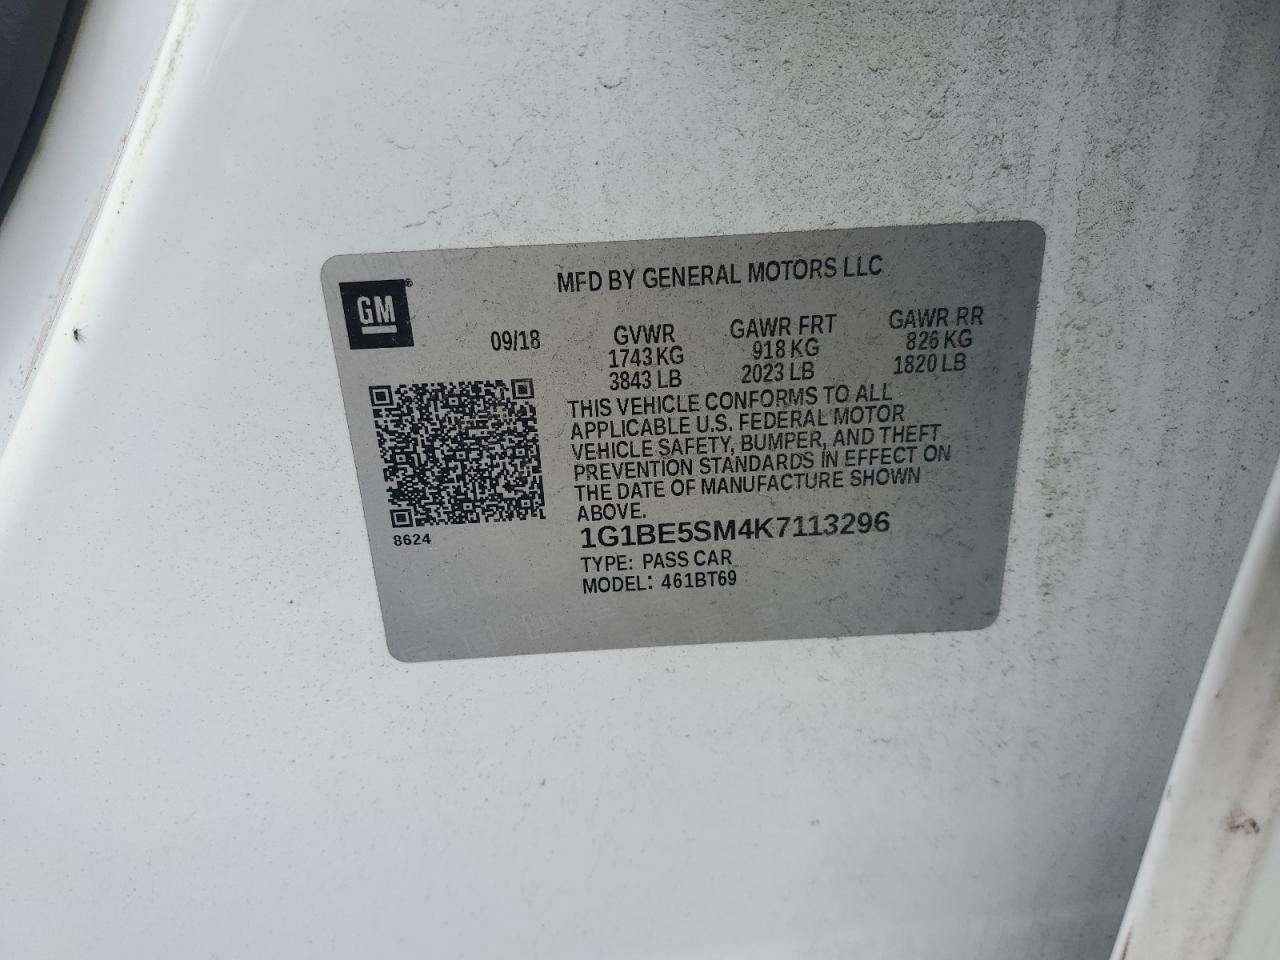 GM
MFD BY GENERAL MOTORS LLC
09/18
GVWR
1743 KG
3843 LB
GAWR FRT
918 KG
2023 LB
GAWR RR
826 KG
1820 LB
THIS VEHICLE CONFORMS TO ALL
APPLICABLE U.S. FEDERAL MOTOR
VEHICLE SAFETY, BUMPER, AND THEFT
PREVENTION STANDARDS IN EFFECT ON
THE DATE OF MANUFACTURE SHOWN
ABOVE.
8624
1G1BE5SM4K7113296
TYPE: PASS CAR
MODEL: 461BT69